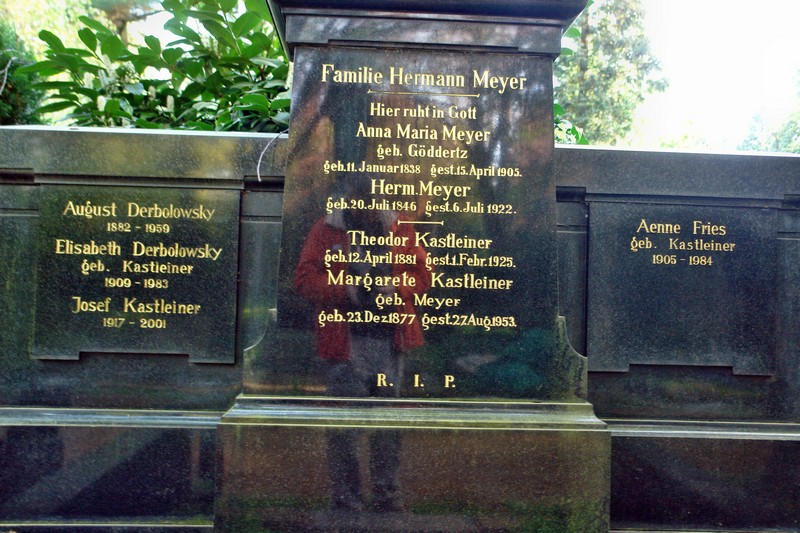 August Derbolowsky
1882 - 1959
Elisabeth Derbolowsky
geb. Kastleiner
1909 - 1983
Josef Kastleiner
1917 - 2001
Familie Hermann Meyer
Hier ruht in Gott
Anna Maria Meyer
geb. Göddertz
geb. 11. Januar 1838 gest. 15. April 1905.
Herm. Meyer
geb. 20. Juli 1846 gest. 6. Juli 1922.
Theodor Kastleiner
geb. 12. April 1881 gest. 1. Febr. 1925.
Margarete Kastleiner
geb. Meyer
geb. 23. Dez 1877 gest. 27. Aug. 1953.
R. I. P.
Aenne Fries
geb. Kastleiner
1905 - 1984